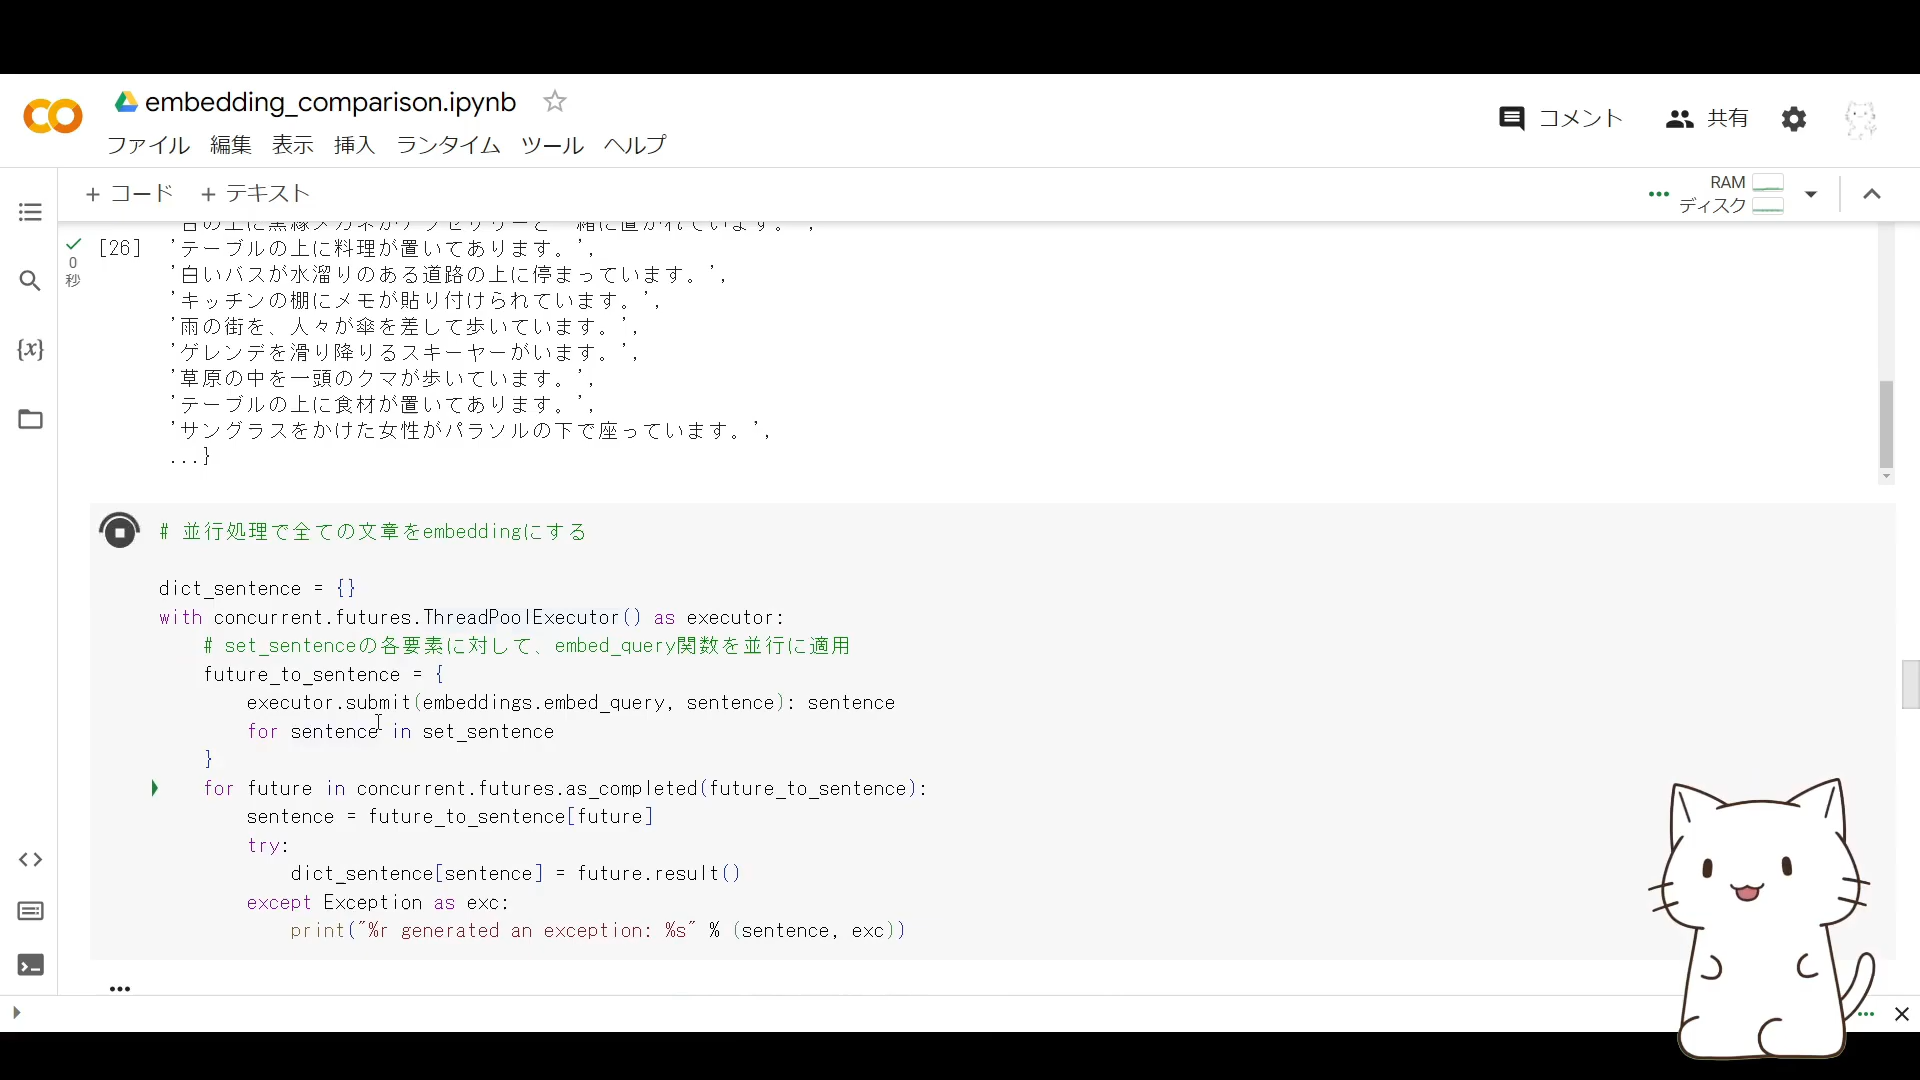 embedding_comparison.ipynb
ファイル 編集 表示 挿入 ランタイム ツール ヘルプ
コメント 共有
+ コード + テキスト
RAM
ディスク
'テーブルの上に料理が置いてあります。',
[26]
0
秒
'白いバスが水溜りのある道路の上に停まっています。',
'キッチンの棚にメモが貼り付けられています。',
'雨の街を、人々が傘を差して歩いています。',
'ゲレンデを滑り降りるスキーヤーがいます。',
'草原の中を一頭のクマが歩いています。',
'テーブルの上に食材が置いてあります。',
'サングラスをかけた女性がパラソルの下で座っています。',
...}
# 並行処理で全ての文章をembeddingにする
dict_sentence = {}
with concurrent.futures.ThreadPoolExecutor() as executor:
# set_sentenceの各要素に対して、embed_query関数を並行に適用
future_to_sentence = {
executor.submit(embeddings.embed_query, sentence): sentence
for sentence in set_sentence
}
for future in concurrent.futures.as_completed(future_to_sentence):
sentence = future_to_sentence[future]
try:
dict_sentence[sentence] = future.result()
except Exception as exc:
print("%r generated an exception: %s" % (sentence, exc))